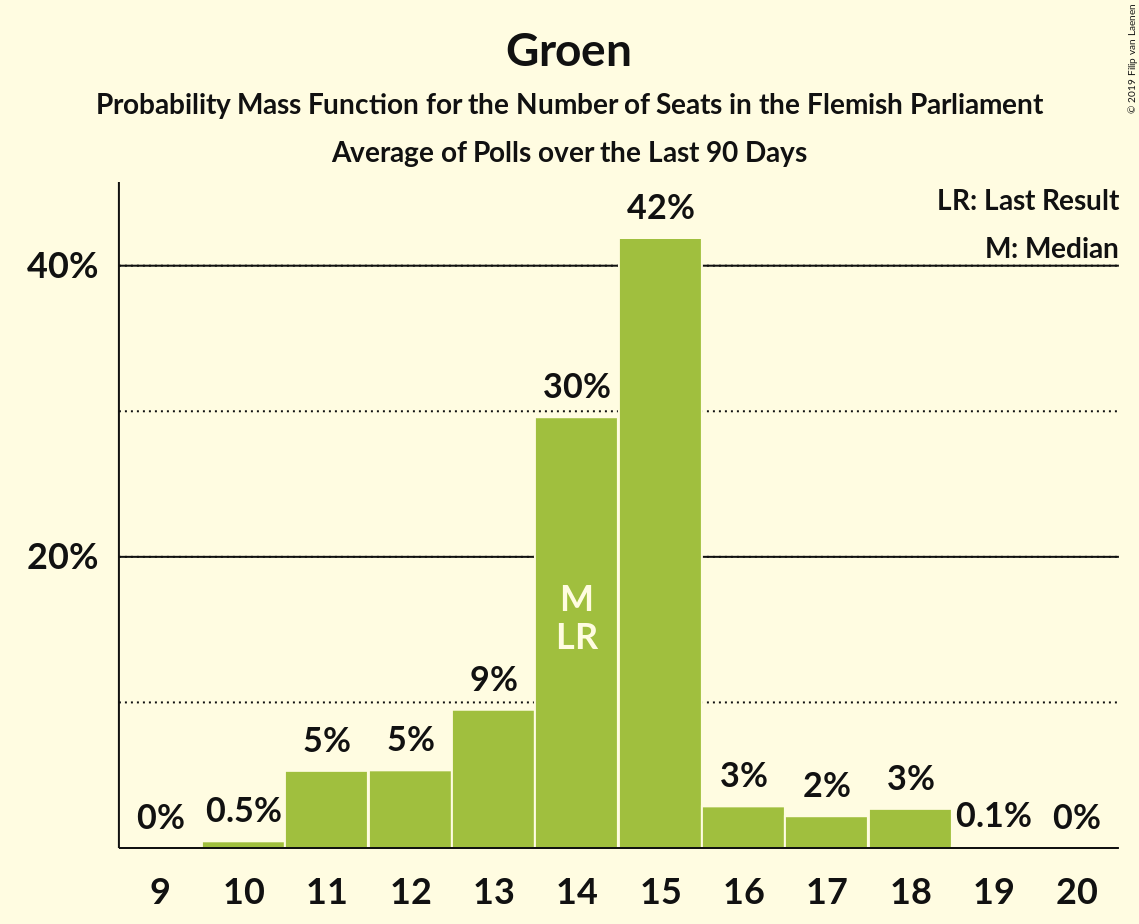 Groen
Probability Mass Function for the Number of Seats in the Flemish Parliament
Average of Polls over the Last 90 Days
© 2019 Filip van Laenen
LR: Last Result
M: Median
40%
20%
0%
0.5%
5%
5%
9%
30%
42%
3%
2%
3%
0.1%
0%
M
LR
9 10 11 12 13 14 15 16 17 18 19 20